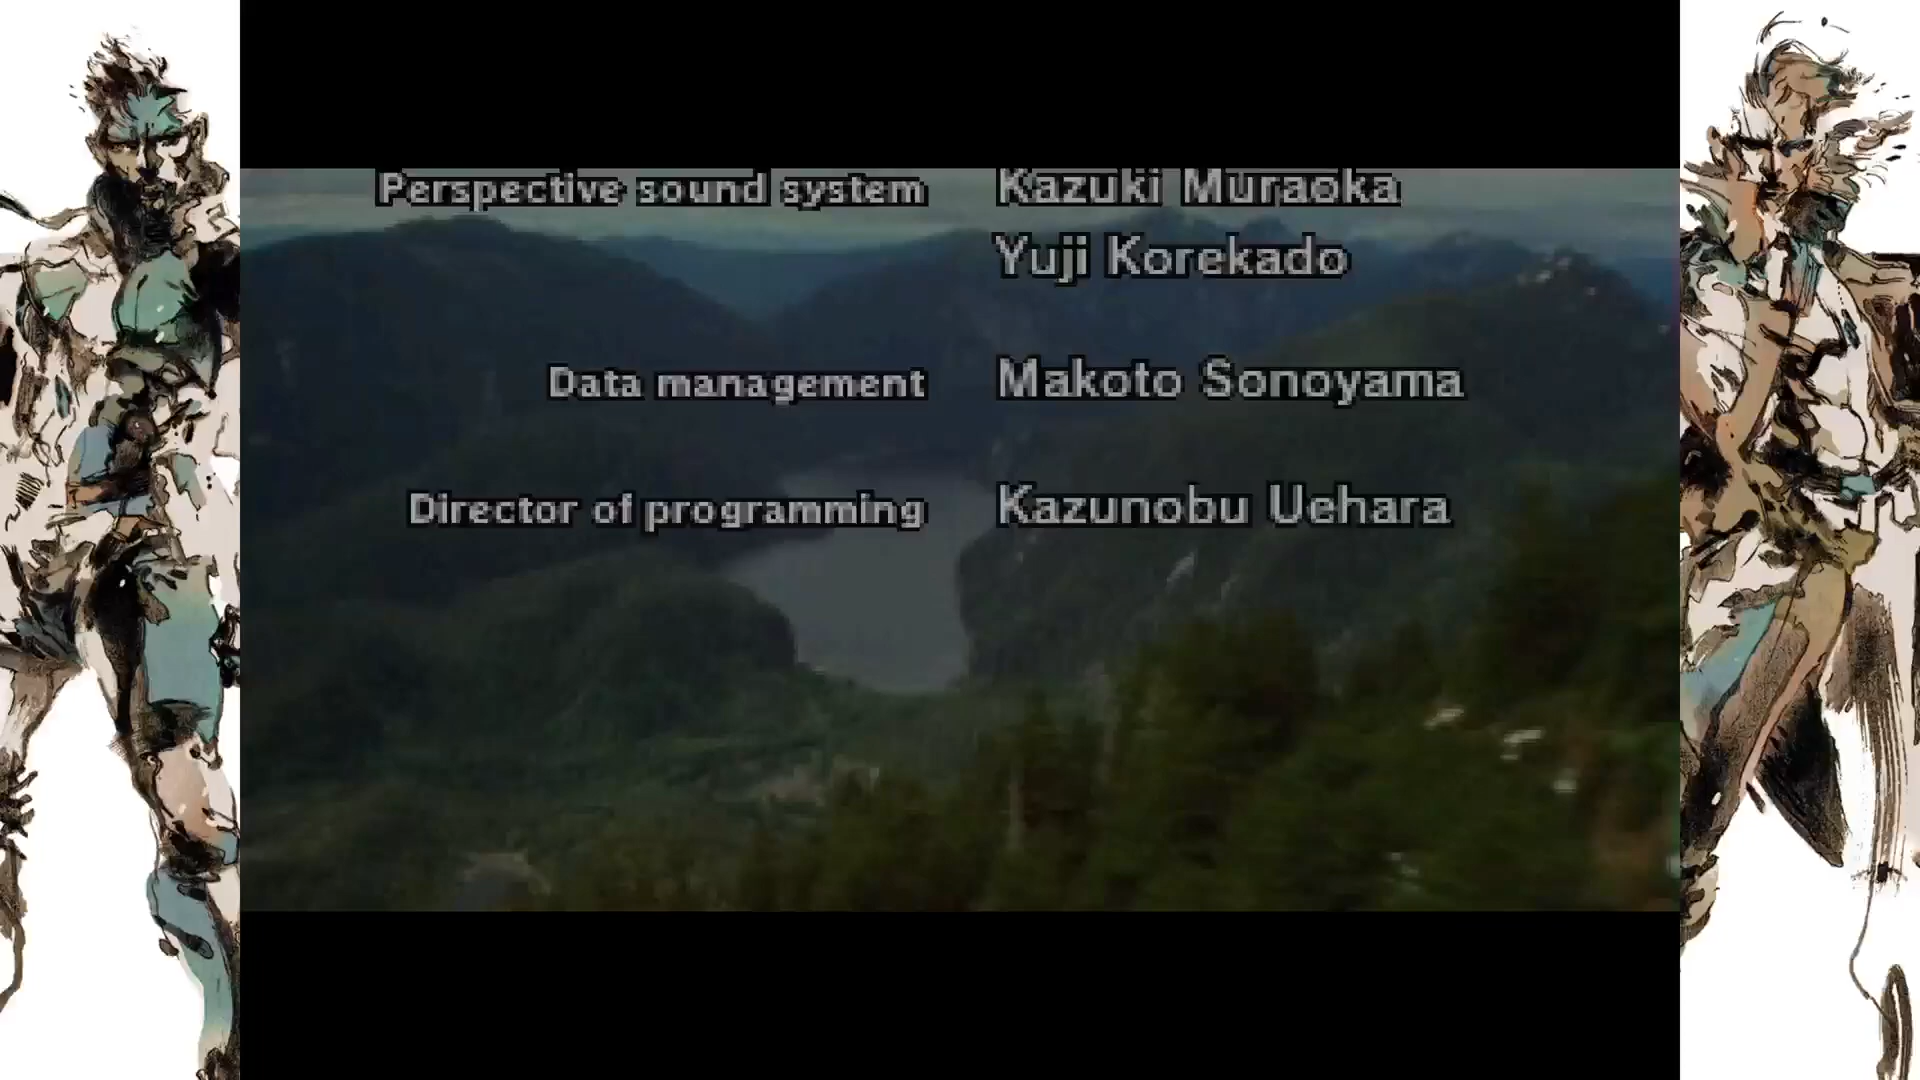 Perspective sound system Kazuki Muraoka
Yuji Korekado
Data management Makoto Sonoyama
Director of programming Kazunobu Uehara